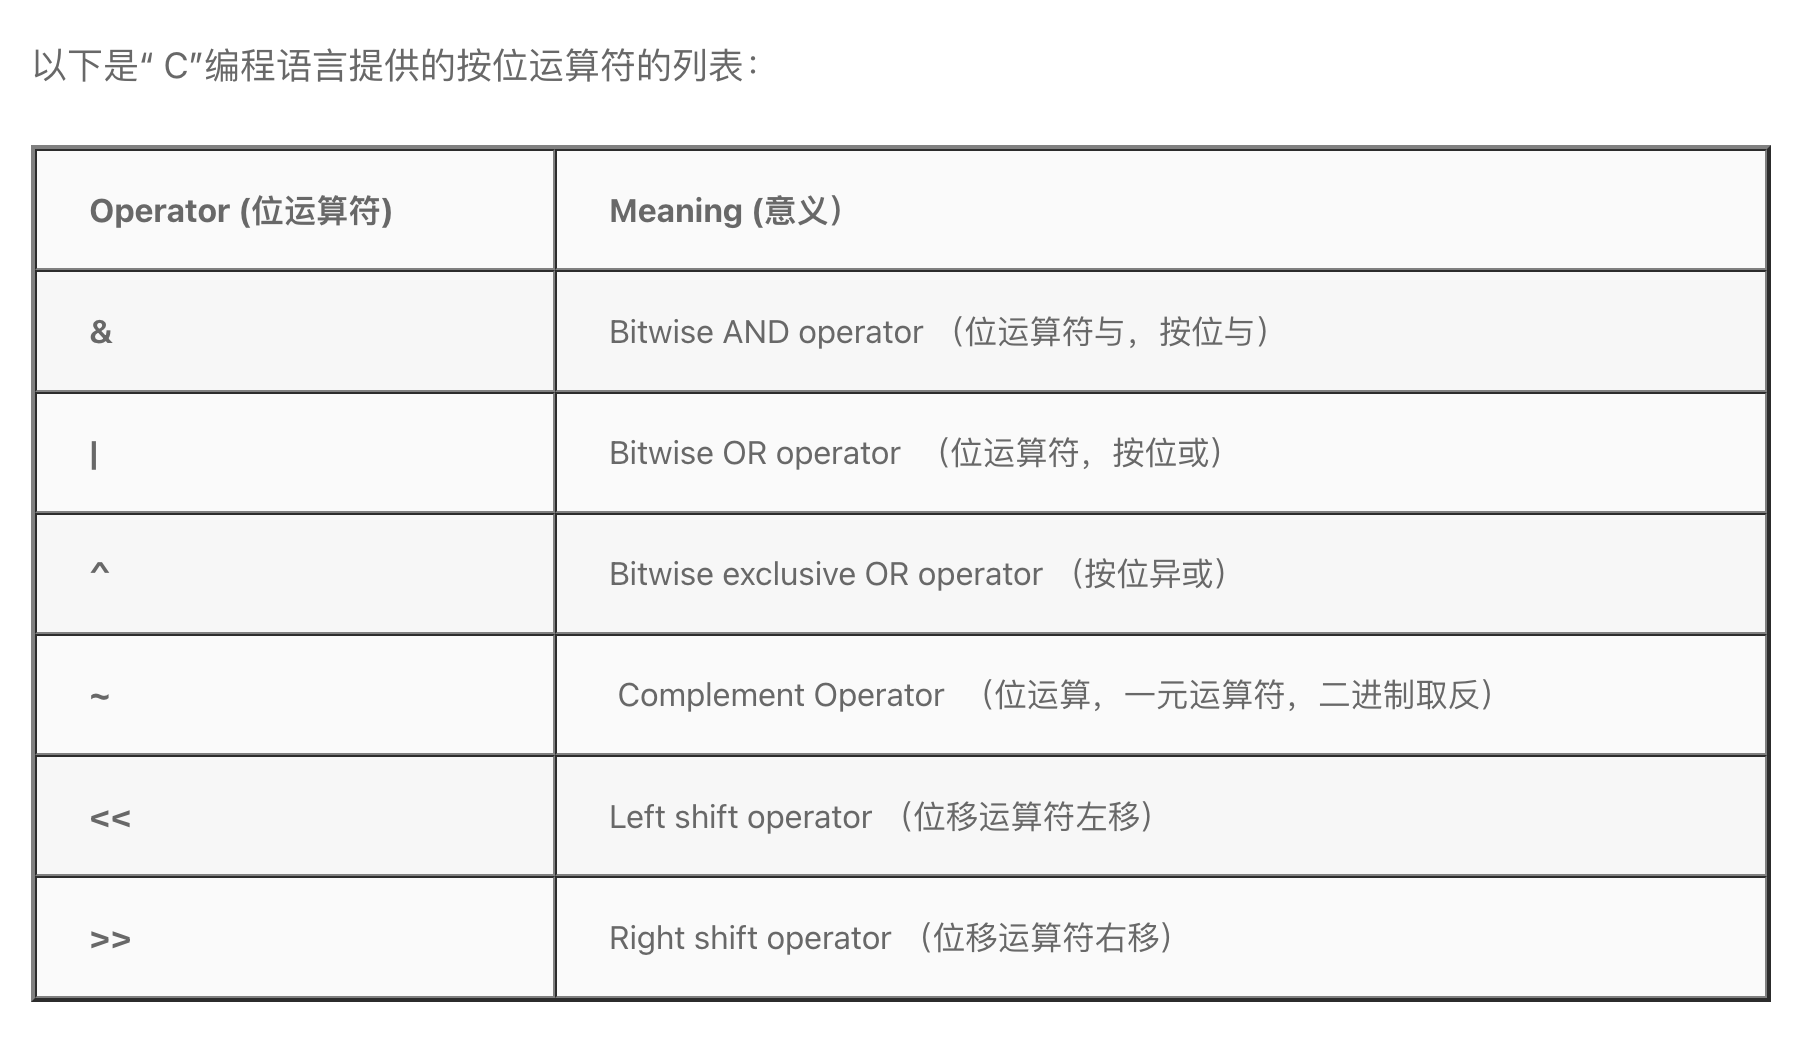 以下是“ C”编程语言提供的按位运算符的列表：
Operator (位运算符) Meaning (意义）
& Bitwise AND operator （位运算符与，按位与）
| Bitwise OR operator （位运算符，按位或）
^ Bitwise exclusive OR operator （按位异或）
~ Complement Operator （位运算，一元运算符，二进制取反）
<< Left shift operator （位移运算符左移）
>> Right shift operator （位移运算符右移）